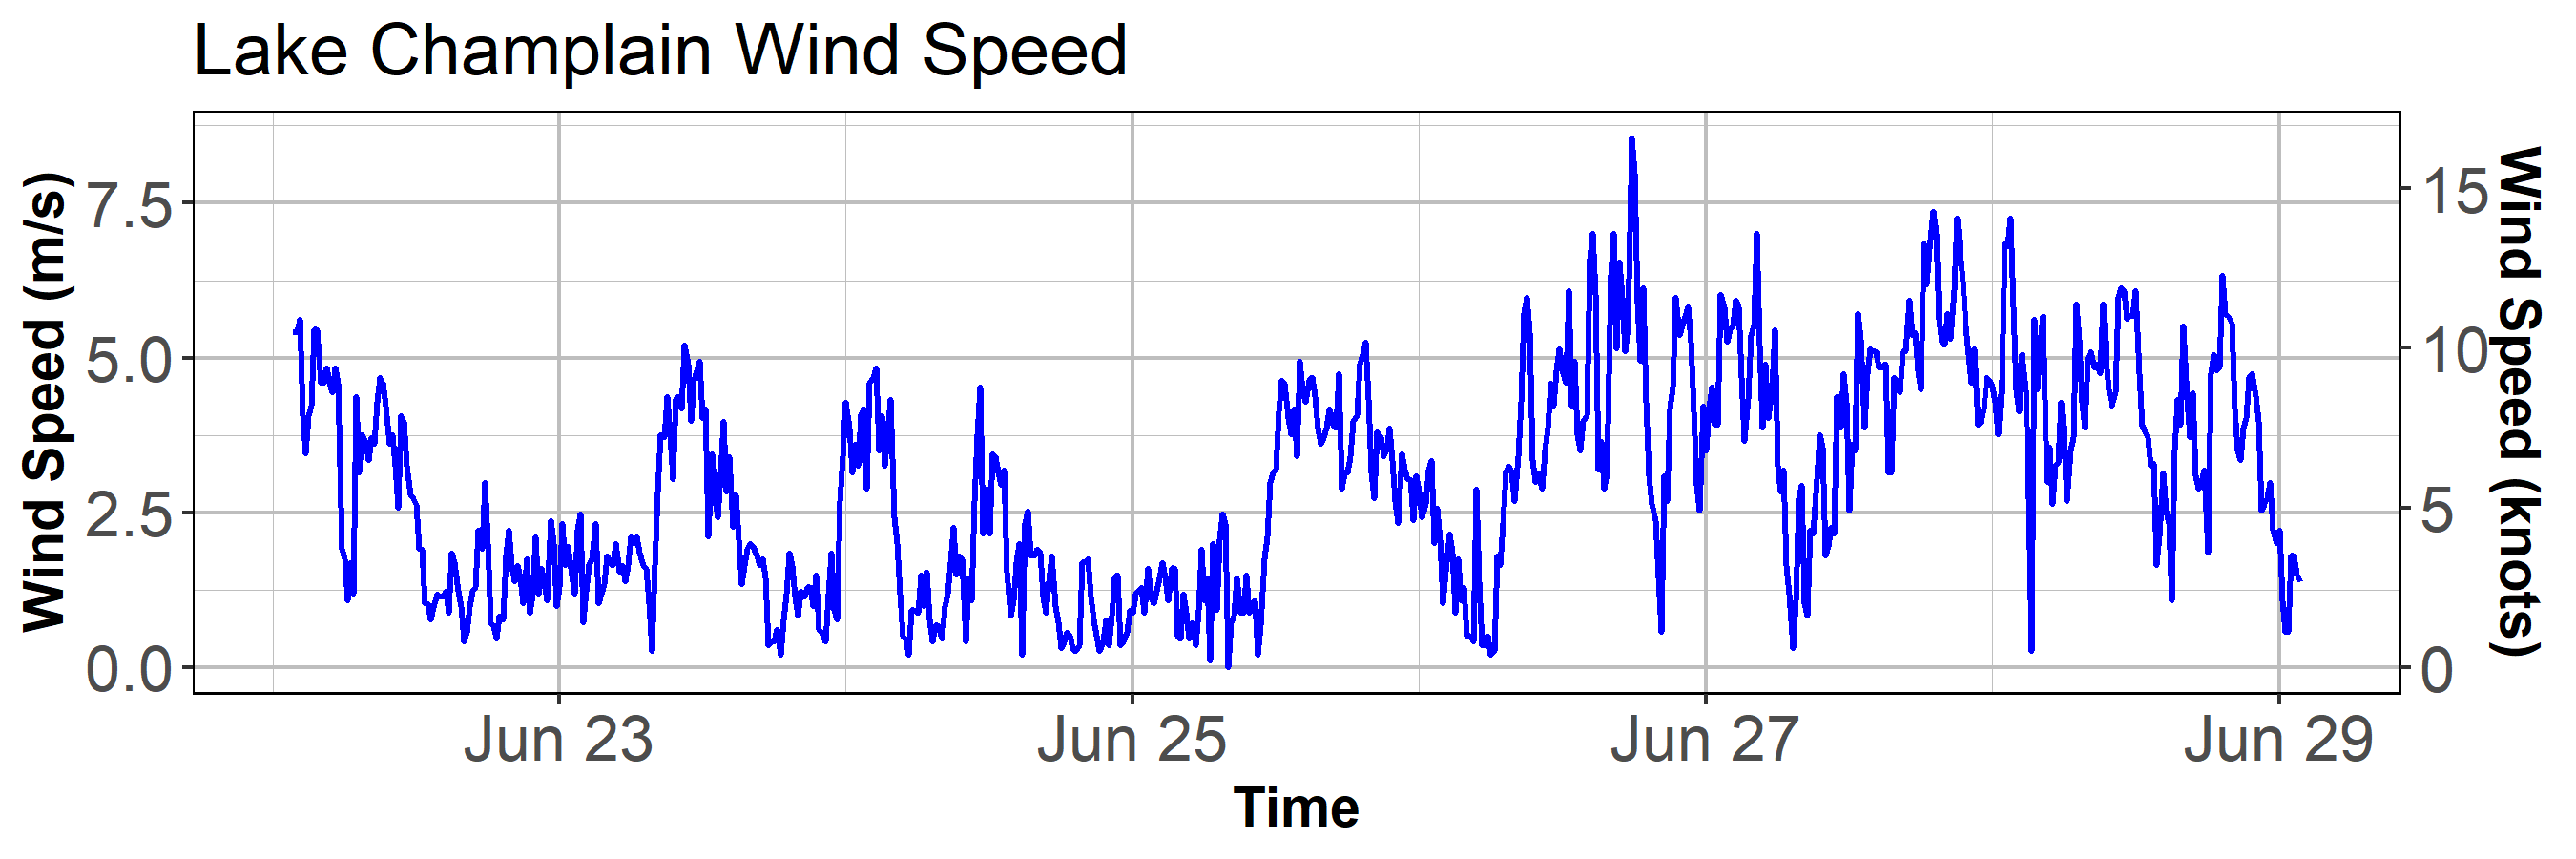 Lake Champlain Wind Speed
Wind Speed (m/s)
7.5
5.0
2.5
0.0
15
10
5
0
Wind Speed (knots)
Jun 23
Jun 25
Jun 27
Jun 29
Time